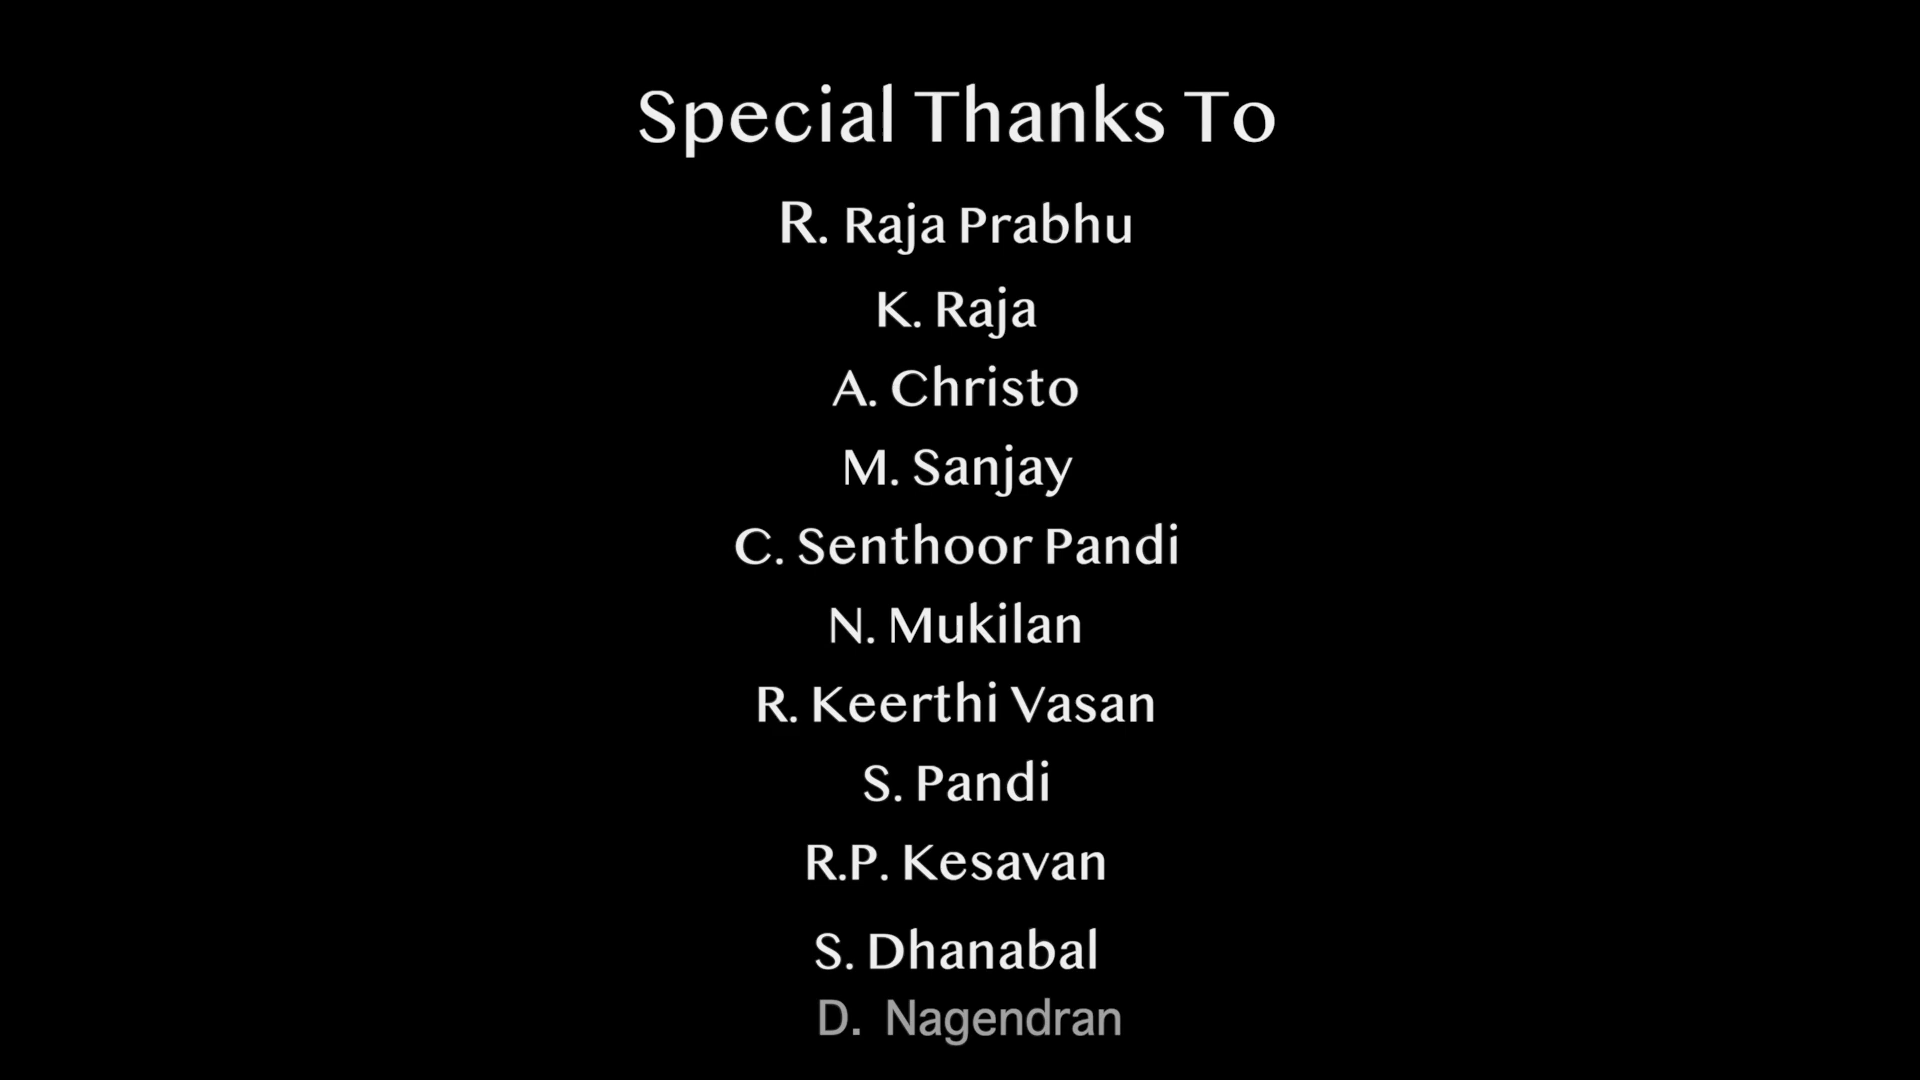 Special Thanks To
R. Raja Prabhu
K. Raja
A. Christo
M. Sanjay
C. Senthoor Pandi
N. Mukilan
R. Keerthi Vasan
S. Pandi
R.P. Kesavan
S. Dhanabal
D. Nagendran